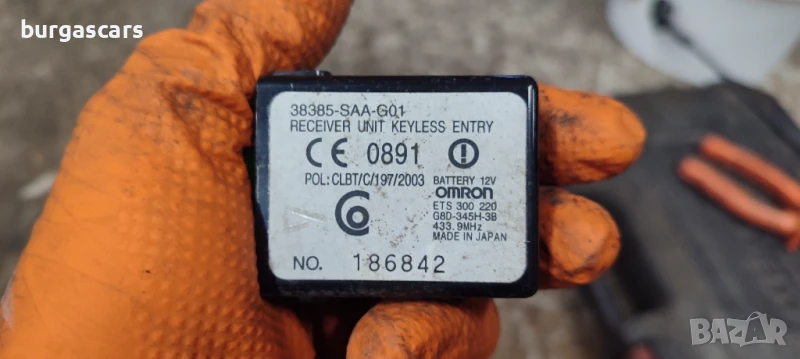 burgascars
38385-SAA-G01
RECEIVER UNIT KEYLESS ENTRY
CE 0891
POL: CLBT/C/197/2003
BATTERY 12V
OMRON
ETS 300 220
G8D-345H-3B
433.9MHz
MADE IN JAPAN
NO. 186842
BAZAR